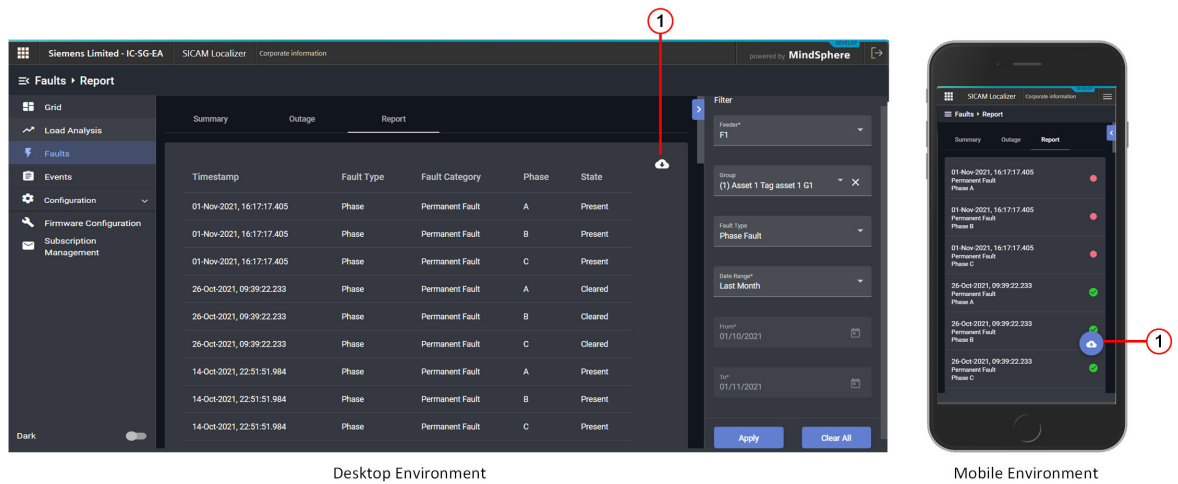 1
Siemens Limited - IC-SG-EA SICAM Localizer Corporate information DEVELOP powered by MindSphere
Faults ▸ Report
Grid
Load Analysis
Faults
Events
Configuration
Firmware Configuration
Subscription
Management
Dark
Summary Outage Report
Timestamp Fault Type Fault Category Phase State
01-Nov-2021, 16:17:17.405 Phase Permanent Fault A Present
01-Nov-2021, 16:17:17.405 Phase Permanent Fault B Present
01-Nov-2021, 16:17:17.405 Phase Permanent Fault C Present
26-Oct-2021, 09:39:22.233 Phase Permanent Fault A Cleared
26-Oct-2021, 09:39:22.233 Phase Permanent Fault B Cleared
26-Oct-2021, 09:39:22.233 Phase Permanent Fault C Cleared
14-Oct-2021, 22:51:51.984 Phase Permanent Fault A Present
14-Oct-2021, 22:51:51.984 Phase Permanent Fault B Present
14-Oct-2021, 22:51:51.984 Phase Permanent Fault C Present
Filter
Feeder*
F1
Group
(1) Asset 1 Tag asset 1 G1
Fault Type
Phase Fault
Date Range*
Last Month
From*
01/10/2021
To*
01/11/2021
Apply Clear All
Desktop Environment
DEVELOP
SICAM Localizer Corporate information
Faults ▸ Report
Summary Outage Report
01-Nov-2021, 16:17:17.405
Permanent Fault
Phase A
01-Nov-2021, 16:17:17.405
Permanent Fault
Phase B
01-Nov-2021, 16:17:17.405
Permanent Fault
Phase C
26-Oct-2021, 09:39:22.233
Permanent Fault
Phase A
26-Oct-2021, 09:39:22.233
Permanent Fault
Phase B
26-Oct-2021, 09:39:22.233
Permanent Fault
Phase C
1
Mobile Environment